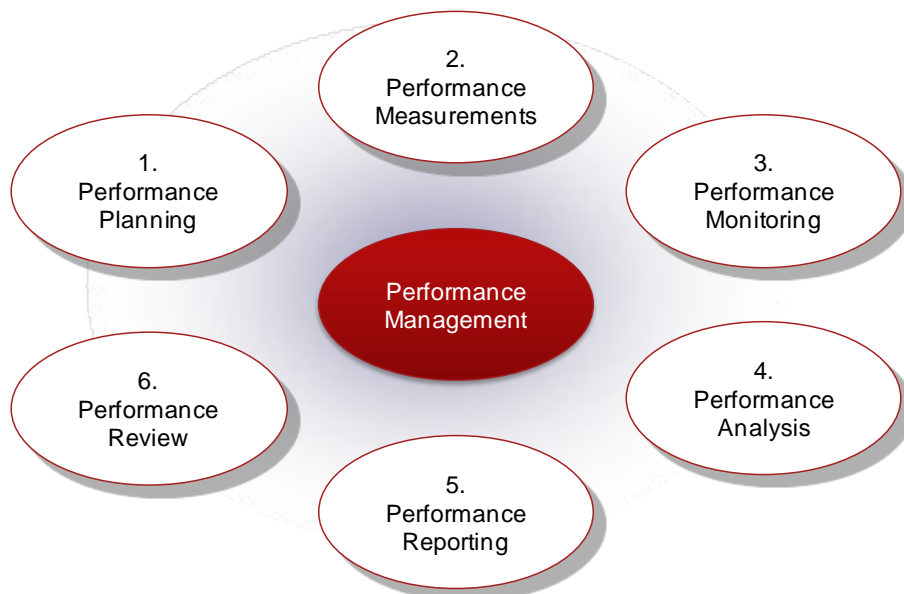 1.
Performance
Planning
2.
Performance
Measurements
3.
Performance
Monitoring
Performance
Management
4.
Performance
Analysis
5.
Performance
Reporting
6.
Performance
Review